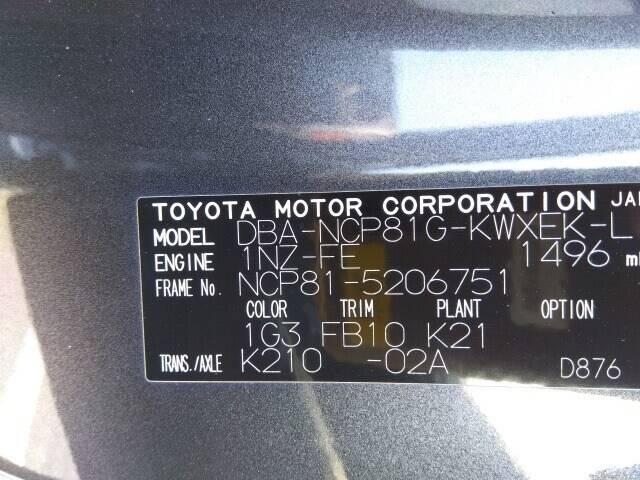 TOYOTA MOTOR CORPORATION JA
MODEL DBA-NCP81G-KWXEK-L
ENGINE 1NZ-FE 1496 m
FRAME No. NCP81-5206751
COLOR TRIM PLANT OPTION
1G3 FB10 K21
TRANS./AXLE K210 -02A D876